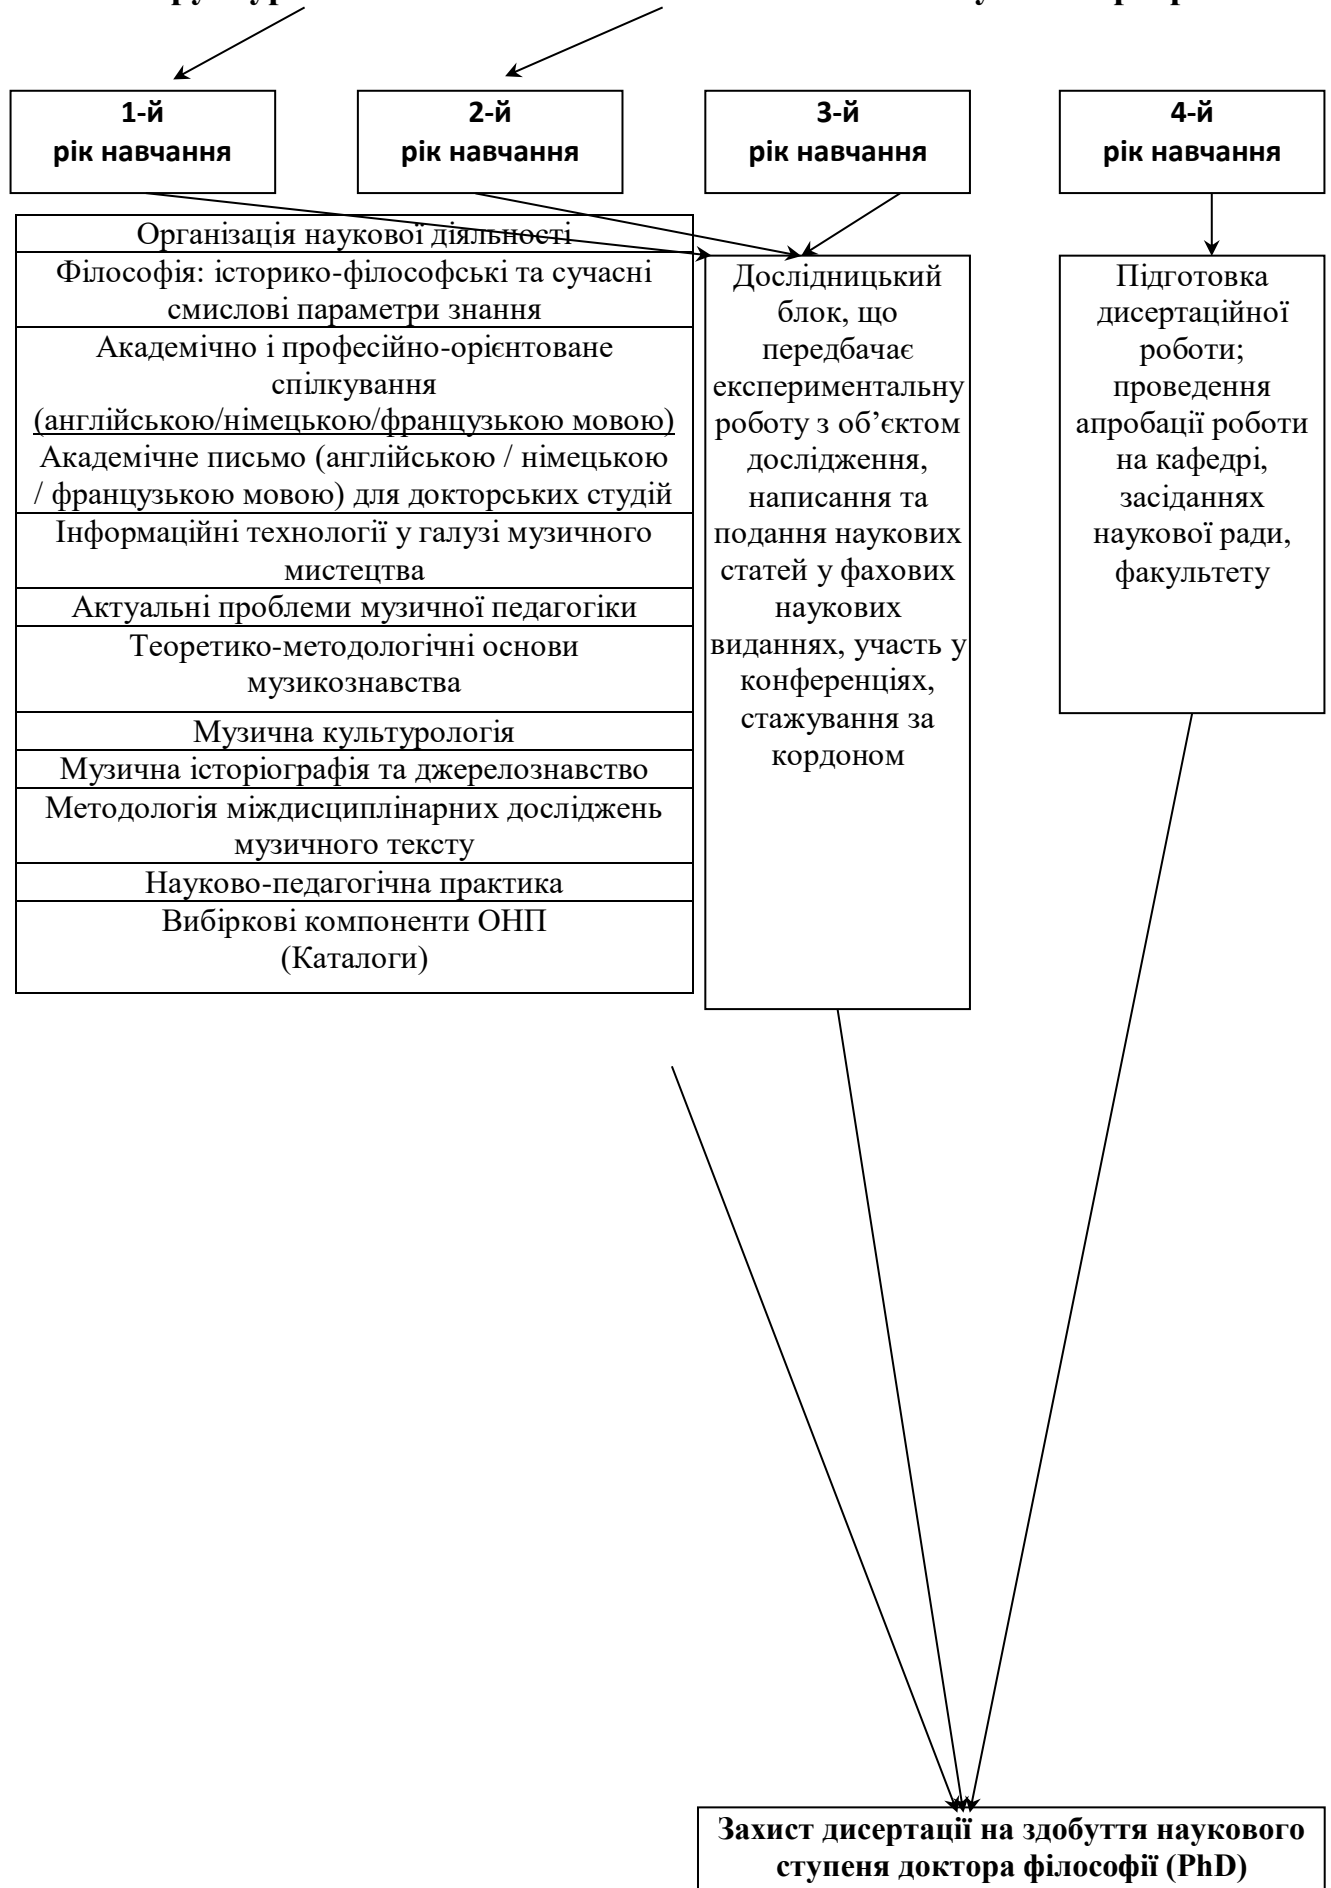 1-й
рік навчання
2-й
рік навчання
3-й
рік навчання
4-й
рік навчання
Організація наукової діяльності
Філософія: історико-філософські та сучасні
смислові параметри знання
Академічно і професійно-орієнтоване
спілкування
(англійською/німецькою/французькою мовою)
Академічне письмо (англійською / німецькою
/ французькою мовою) для докторських студій
Інформаційні технології у галузі музичного
мистецтва
Актуальні проблеми музичної педагогіки
Теоретико-методологічні основи
музикознавства
Музична культурологія
Музична історіографія та джерелознавство
Методологія міждисциплінарних досліджень
музичного тексту
Науково-педагогічна практика
Вибіркові компоненти ОНП
(Каталоги)
Дослідницький
блок, що
передбачає
експериментальну
роботу з об’єктом
дослідження,
написання та
подання наукових
статей у фахових
наукових
виданнях, участь у
конференціях,
стажування за
кордоном
Підготовка
дисертаційної
роботи;
проведення
апробації роботи
на кафедрі,
засіданнях
наукової ради,
факультету
Захист дисертації на здобуття наукового
ступеня доктора філософії (PhD)